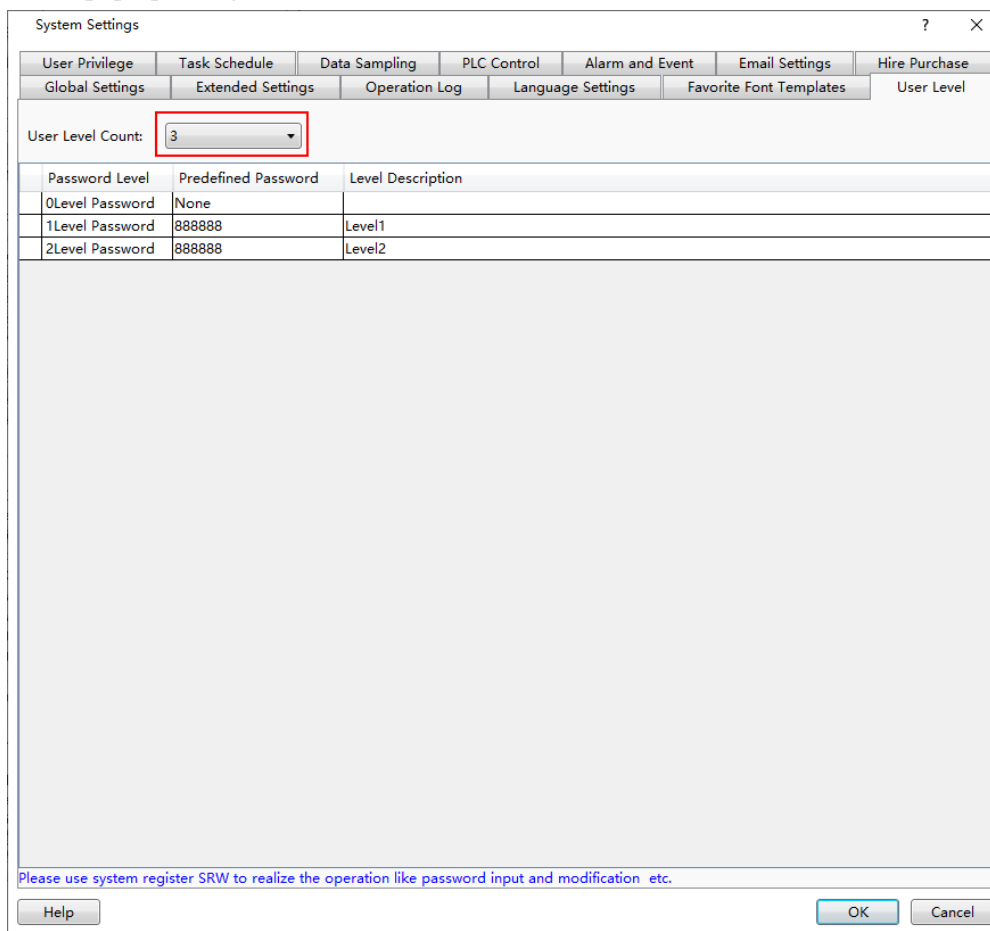 System Settings ? ×
User Privilege Task Schedule Data Sampling PLC Control Alarm and Event Email Settings Hire Purchase
Global Settings Extended Settings Operation Log Language Settings Favorite Font Templates User Level
User Level Count: 3
Password Level Predefined Password Level Description
0Level Password None
1Level Password 888888 Level1
2Level Password 888888 Level2
Please use system register SRW to realize the operation like password input and modification etc.
Help OK Cancel